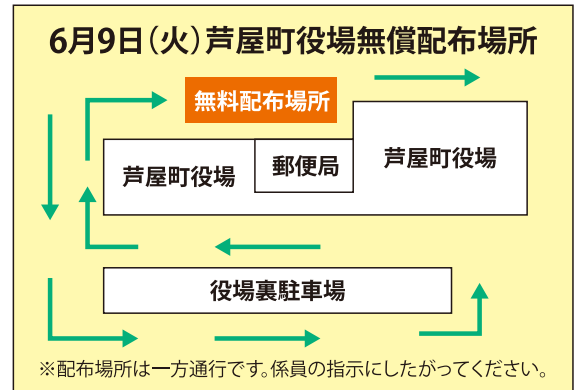 6月9日（火）芦屋町役場無償配布場所
無料配布場所
芦屋町役場
郵便局
芦屋町役場
役場裏駐車場
※配布場所は一方通行です。係員の指示にしたがってください。